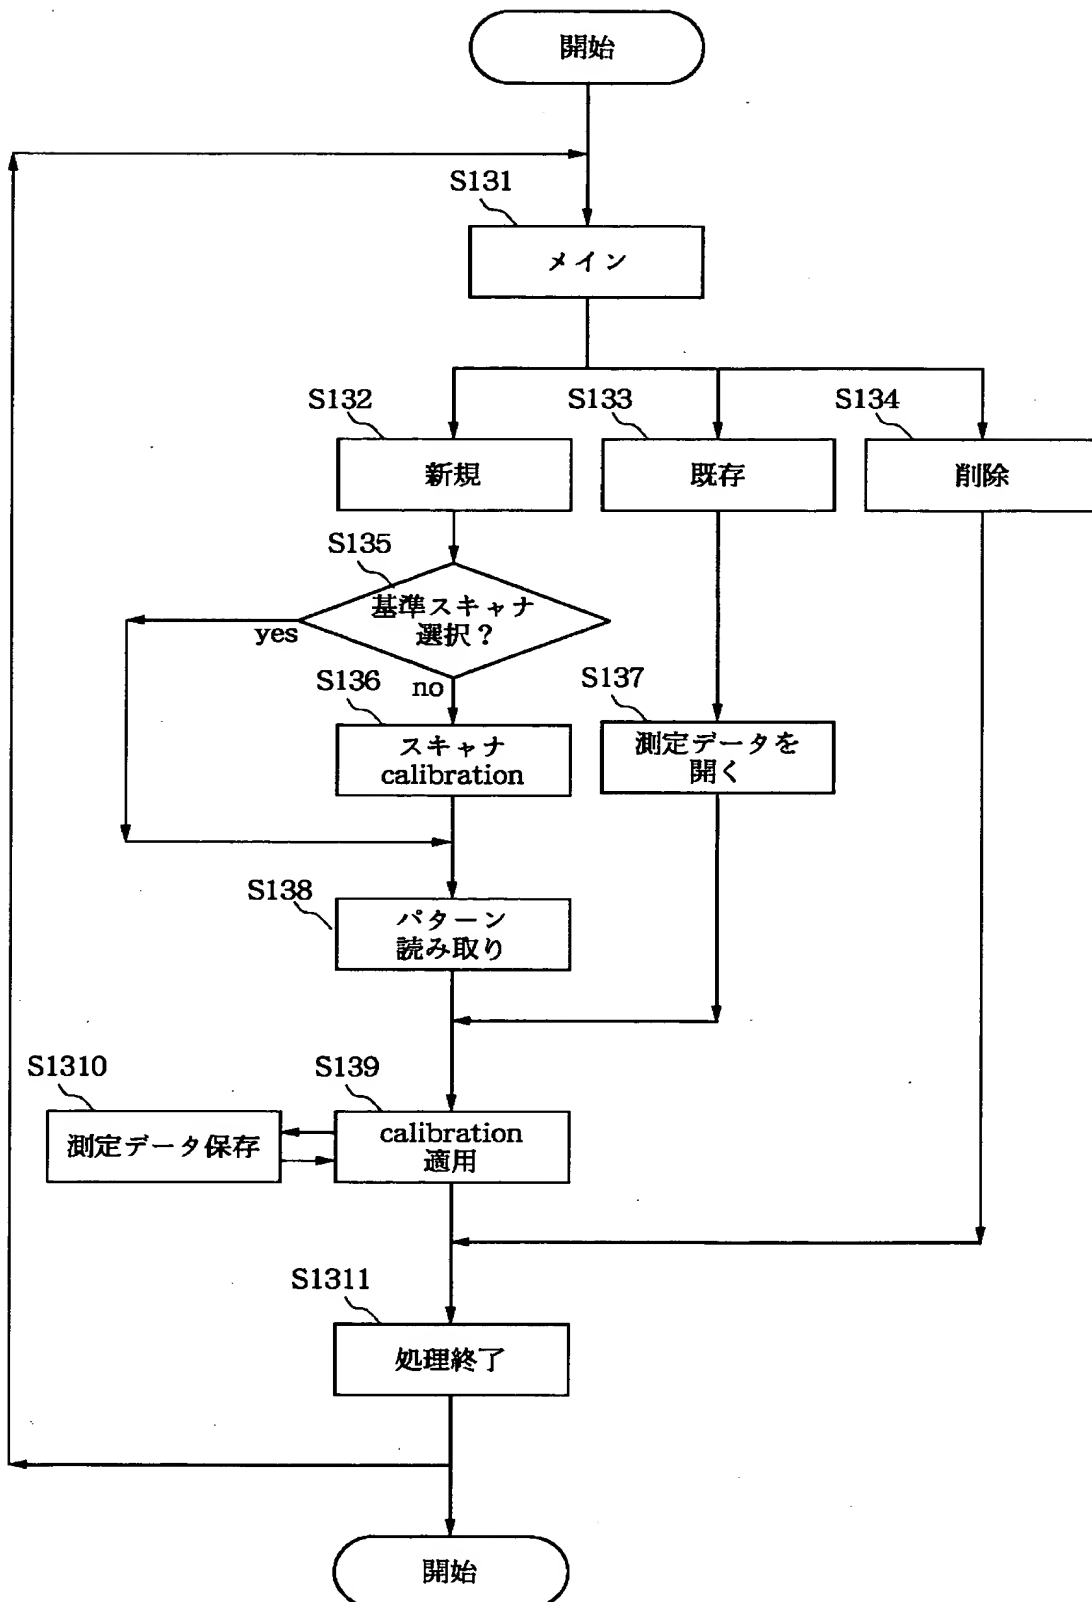 開始
S131
メイン
S132
S133
S134
新規
既存
削除
S135
基準スキャナ
選択？
yes
no
S136
スキャナ
calibration
S137
測定データを
開く
S138
パターン
読み取り
S1310
測定データ保存
S139
calibration
適用
S1311
処理終了
開始